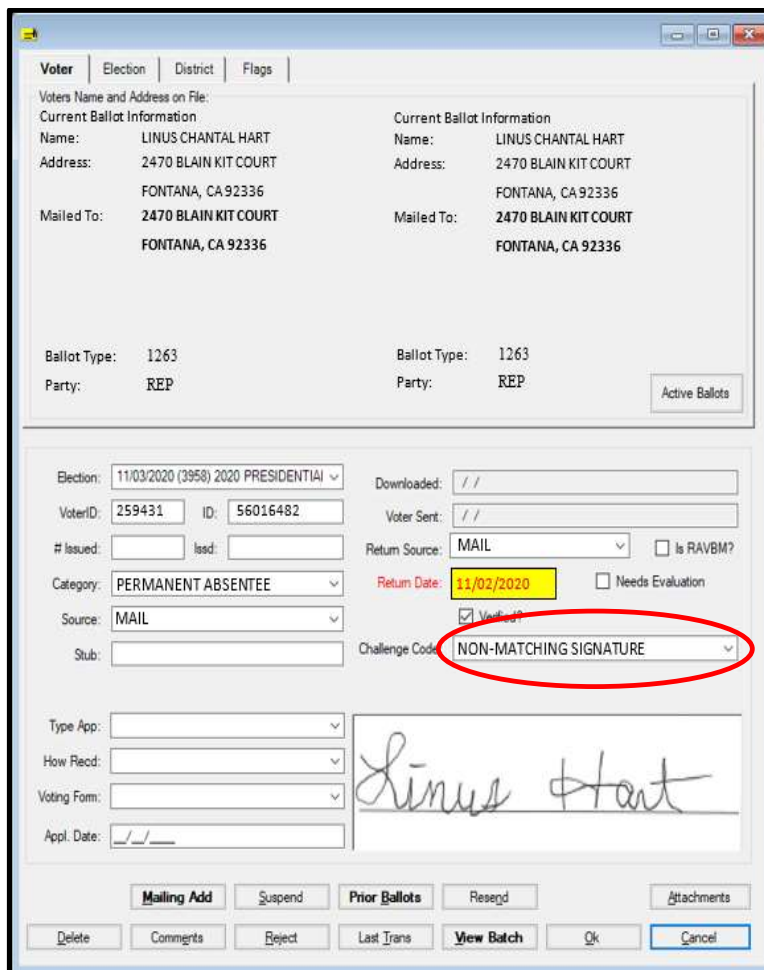 Voter Election District Flags
Voters Name and Address on File:
Current Ballot Information Current Ballot Information
Name: LINUS CHANTAL HART Name: LINUS CHANTAL HART
Address: 2470 BLAIN KIT COURT Address: 2470 BLAIN KIT COURT
FONTANA, CA 92336 FONTANA, CA 92336
Mailed To: 2470 BLAIN KIT COURT Mailed To: 2470 BLAIN KIT COURT
FONTANA, CA 92336 FONTANA, CA 92336
Ballot Type: 1263 Ballot Type: 1263
Party: REP Party: REP
Active Ballots
Election: 11/03/2020 (3958) 2020 PRESIDENTIAL Downloaded: / /
VoterID: 259431 ID: 56016482 Voter Sent: / /
# Issued: Issd: Return Source: MAIL Is RAVBM?
Category: PERMANENT ABSENTEE Return Date: 11/02/2020 Needs Evaluation
Source: MAIL Verified?
Stub: Challenge Code: NON-MATCHING SIGNATURE
Type App:
How Recd:
Linus Hart
Voting Form:
Appl. Date: _/_/___
Mailing Add Suspend Prior Ballots Resend Attachments
Delete Comments Reject Last Trans View Batch Ok Cancel